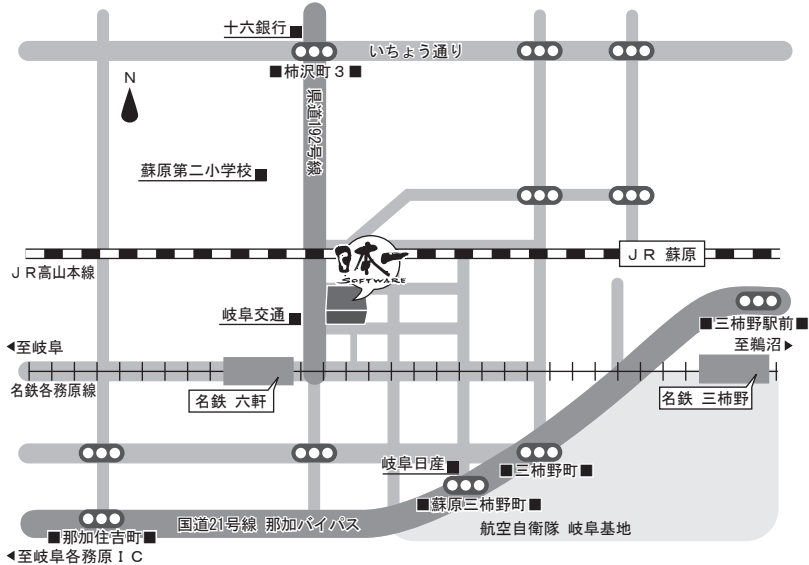 十六銀行
いちょう通り
■柿沢町３■
N
県道192号線
蘇原第二小学校
日本一
SOFTWARE
ＪＲ 蘇原
ＪＲ高山本線
岐阜交通
■三柿野駅前■
◀至岐阜
至鵜沼▶
名鉄各務原線
名鉄 六軒
名鉄 三柿野
岐阜日産
■三柿野町■
■蘇原三柿野町■
国道21号線 那加バイパス
航空自衛隊 岐阜基地
■那加住吉町■
◀至岐阜各務原ＩＣ